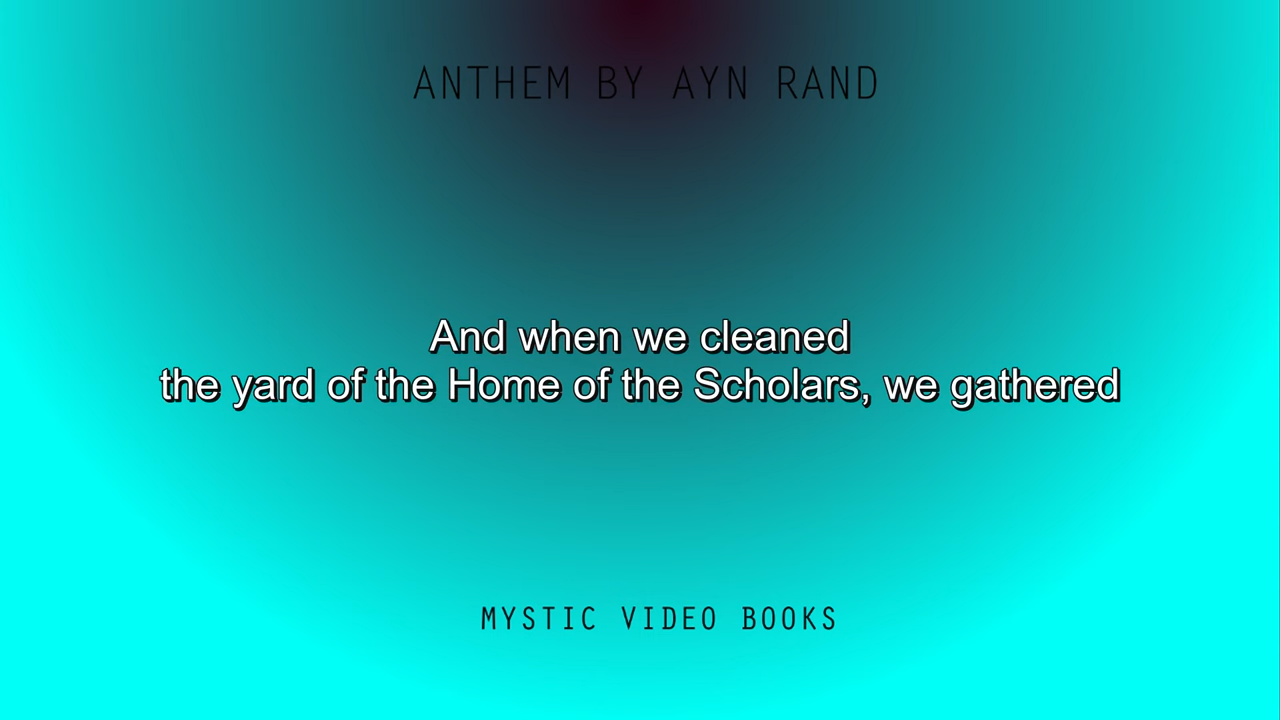 ANTHEM BY AYN RAND
And when we cleaned
the yard of the Home of the Scholars, we gathered
MYSTIC VIDEO BOOKS